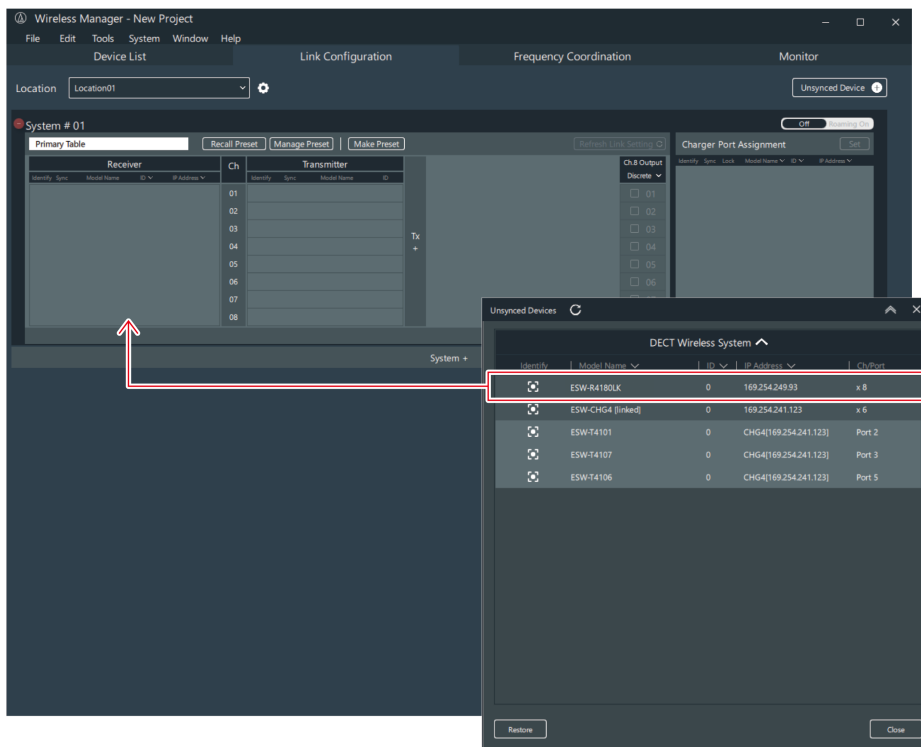 Wireless Manager - New Project
File Edit Tools System Window Help
Device List Link Configuration Frequency Coordination Monitor
Location Location01 Unsynced Device
System # 01 Off Roaming On
Primary Table Recall Preset Manage Preset Make Preset Refresh Link Setting Charger Port Assignment Set
Receiver Ch Transmitter Ch.8 Output
Identify Sync Model Name ID IP Address Identify Sync Model Name ID Discrete Identify Sync Lock Model Name ID IP Address
01 01
02 02
03 03
Tx
04 + 04
05 05
06 06
07
08
System +
Unsynced Devices
DECT Wireless System
Identify Model Name ID IP Address Ch/Port
ESW-R4180LK 0 169.254.249.93 x 8
ESW-CHG4 [linked] 0 169.254.241.123 x 6
ESW-T4101 0 CHG4[169.254.241.123] Port 2
ESW-T4107 0 CHG4[169.254.241.123] Port 3
ESW-T4106 0 CHG4[169.254.241.123] Port 5
Restore Close